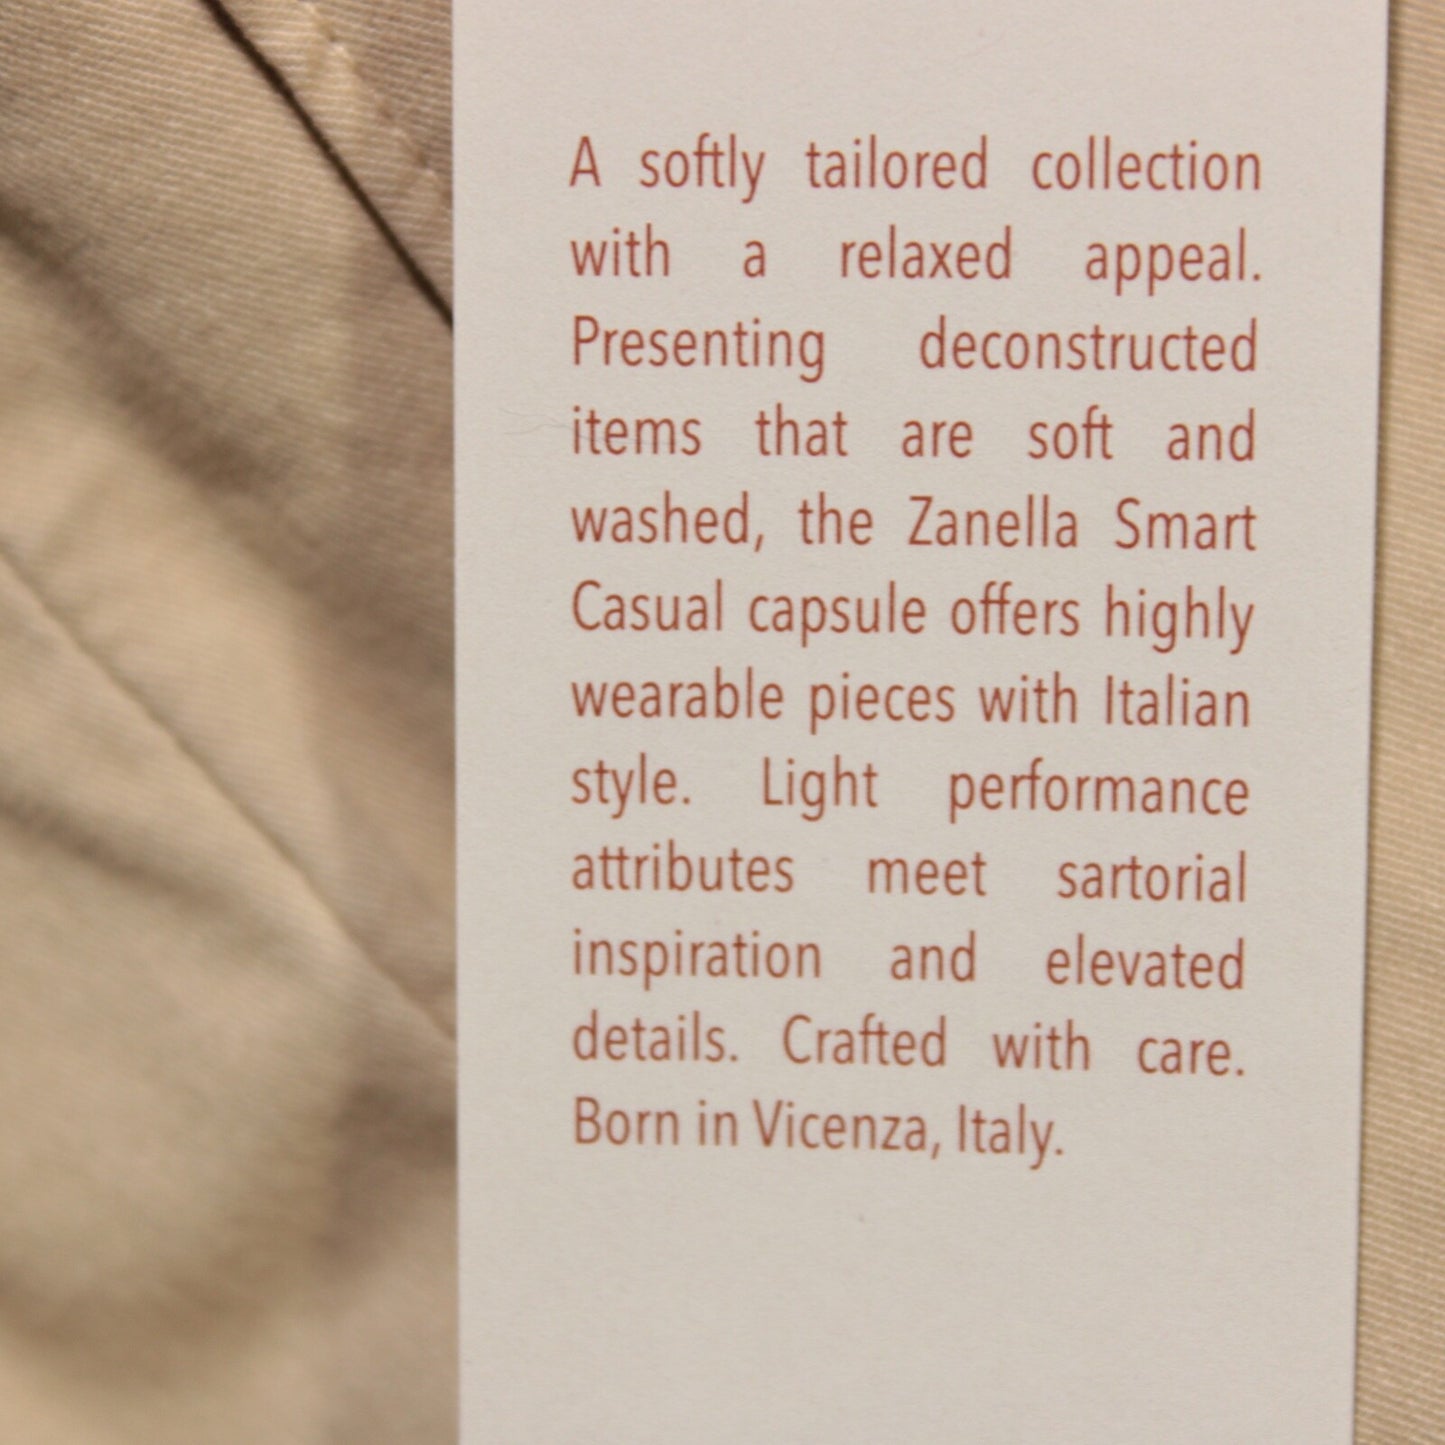 A softly tailored collection
with a relaxed appeal.
Presenting deconstructed
items that are soft and
washed, the Zanella Smart
Casual capsule offers highly
wearable pieces with Italian
style. Light performance
attributes meet sartorial
inspiration and elevated
details. Crafted with care.
Born in Vicenza, Italy.